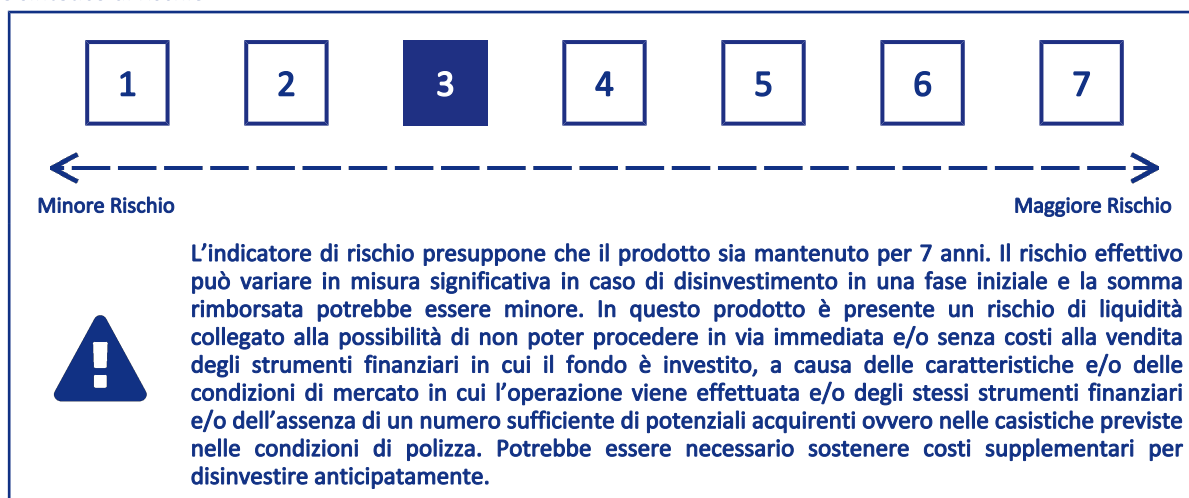 1 2 3 4 5 6 7
Minore Rischio Maggiore Rischio
L'indicatore di rischio presuppone che il prodotto sia mantenuto per 7 anni. Il rischio effettivo
può variare in misura significativa in caso di disinvestimento in una fase iniziale e la somma
rimborsata potrebbe essere minore. In questo prodotto è presente un rischio di liquidità
collegato alla possibilità di non poter procedere in via immediata e/o senza costi alla vendita
degli strumenti finanziari in cui il fondo è investito, a causa delle caratteristiche e/o delle
condizioni di mercato in cui l'operazione viene effettuata e/o degli stessi strumenti finanziari
e/o dell'assenza di un numero sufficiente di potenziali acquirenti ovvero nelle casistiche previste
nelle condizioni di polizza. Potrebbe essere necessario sostenere costi supplementari per
disinvestire anticipatamente.